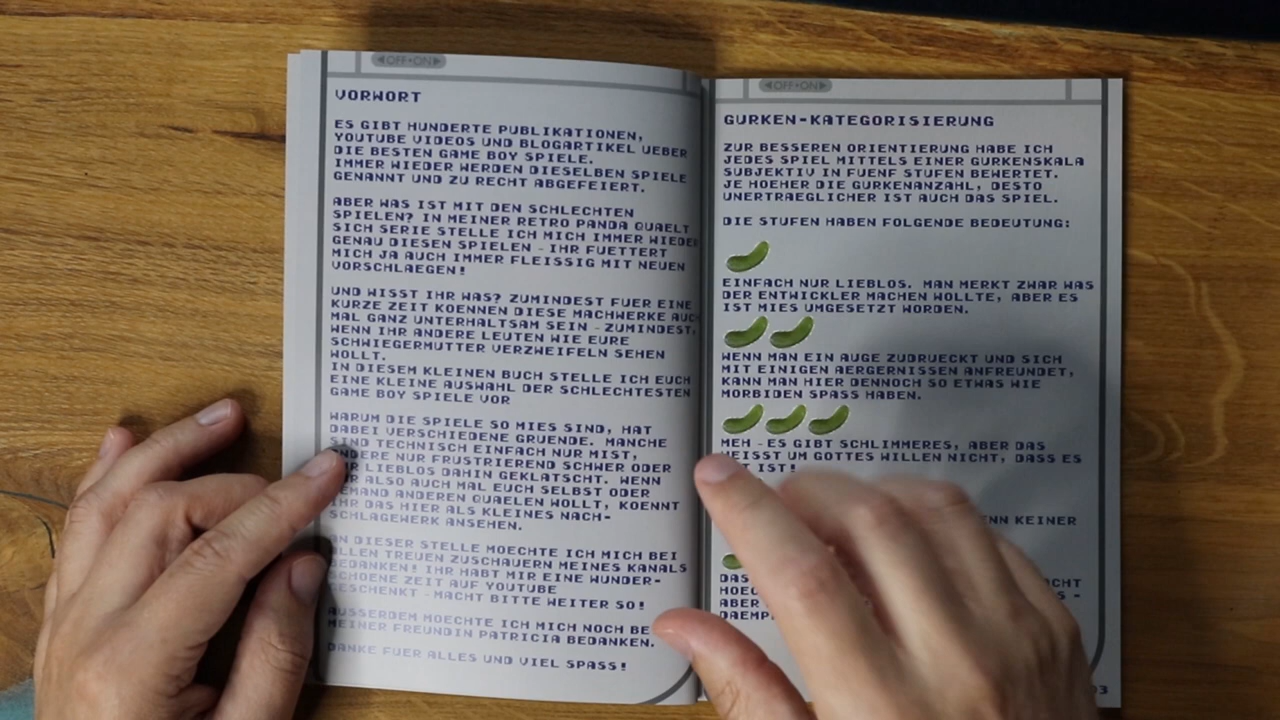 ◀OFF•ON▶
VORWORT
ES GIBT HUNDERTE PUBLIKATIONEN,
YOUTUBE VIDEOS UND BLOGARTIKEL UEBER
DIE BESTEN GAME BOY SPIELE.
IMMER WIEDER WERDEN DIESELBEN SPIELE
GENANNT UND ZU RECHT ABGEFEIERT.
ABER WAS IST MIT DEN SCHLECHTEN
SPIELEN? IN MEINER RETRO PANDA QUAELT
SICH SERIE STELLE ICH MICH IMMER WIEDER
GENAU DIESEN SPIELEN - IHR FUETTERT
MICH JA AUCH IMMER FLEISSIG MIT NEUEN
VORSCHLAEGEN!
UND WISST IHR WAS? ZUMINDEST FUER EINE
KURZE ZEIT KOENNEN DIESE MACHWERKE AUCH
MAL GANZ UNTERHALTSAM SEIN - ZUMINDEST,
WENN IHR ANDERE LEUTEN WIE EURE
SCHWIEGERMUTTER VERZWEIFELN SEHEN
WOLLT.
IN DIESEM KLEINEN BUCH STELLE ICH EUCH
EINE KLEINE AUSWAHL DER SCHLECHTESTEN
GAME BOY SPIELE VOR
WARUM DIE SPIELE SO MIES SIND, HAT
DABEI VERSCHIEDENE GRUENDE. MANCHE
SIND TECHNISCH EINFACH NUR MIST,
ANDERE NUR FRUSTRIEREND SCHWER ODER
NUR LIEBLOS DAHIN GEKLATSCHT. WENN
IHR ALSO AUCH MAL EUCH SELBST ODER
JEMAND ANDEREN QUAELEN WOLLT, KOENNT
IHR DAS HIER ALS KLEINES NACH-
SCHLAGEWERK ANSEHEN.
AN DIESER STELLE MOECHTE ICH MICH BEI
ALLEN TREUEN ZUSCHAUERN MEINES KANALS
BEDANKEN! IHR HABT MIR EINE WUNDER-
SCHOENE ZEIT AUF YOUTUBE
GESCHENKT - MACHT BITTE WEITER SO!
AUSSERDEM MOECHTE ICH MICH NOCH BEI
MEINER FREUNDIN PATRICIA BEDANKEN.
DANKE FUER ALLES UND VIEL SPASS!
◀OFF•ON▶
GURKEN-KATEGORISIERUNG
ZUR BESSEREN ORIENTIERUNG HABE ICH
JEDES SPIEL MITTELS EINER GURKENSKALA
SUBJEKTIV IN FUENF STUFEN BEWERTET.
JE HOEHER DIE GURKENANZAHL, DESTO
UNERTRAEGLICHER IST AUCH DAS SPIEL.
DIE STUFEN HABEN FOLGENDE BEDEUTUNG:
EINFACH NUR LIEBLOS. MAN MERKT ZWAR WAS
DER ENTWICKLER MACHEN WOLLTE, ABER ES
IST MIES UMGESETZT WORDEN.
WENN MAN EIN AUGE ZUDRUECKT UND SICH
MIT EINIGEN AERGERNISSEN ANFREUNDET,
KANN MAN HIER DENNOCH SO ETWAS WIE
MORBIDEN SPASS HABEN.
MEH - ES GIBT SCHLIMMERES, ABER DAS
HEISST UM GOTTES WILLEN NICHT, DASS ES
IST!
KEINER
DAS
ABER